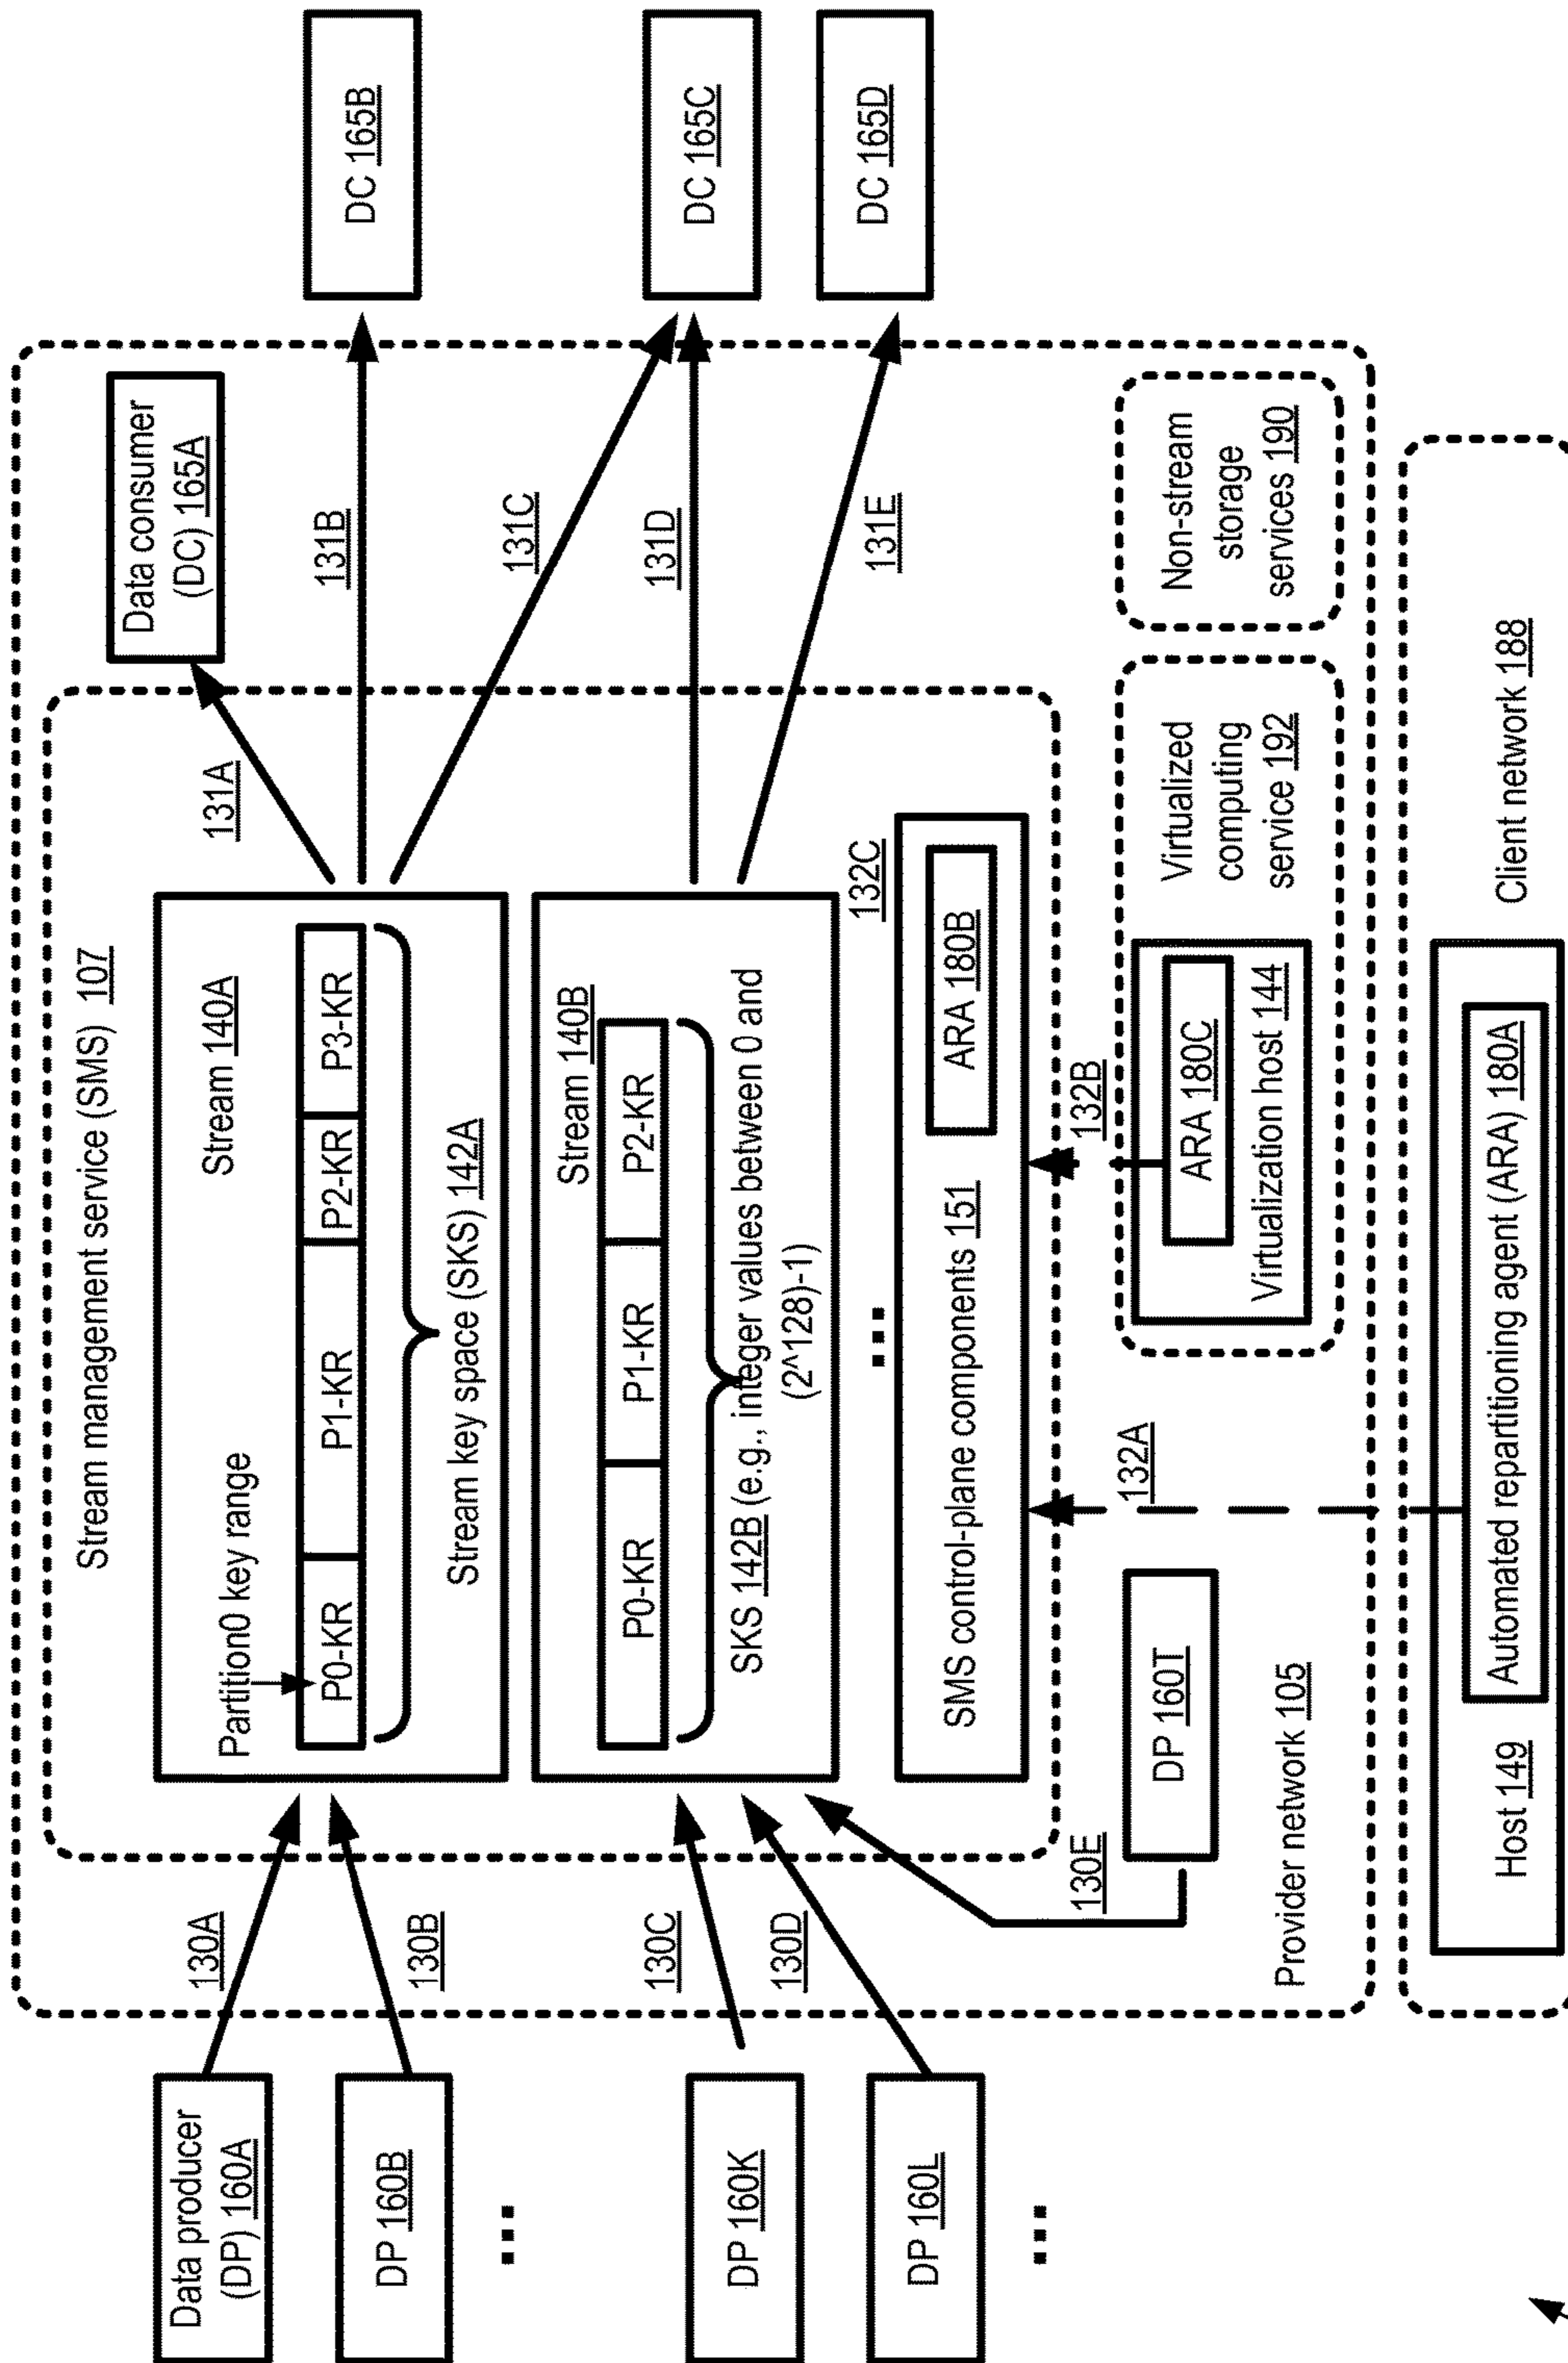 Data producer
(DP) 160A
DP 160B
...
DP 160K
DP 160L
...
130A
130B
130C
130D
130E
Stream management service (SMS) 107
Partition0 key range
Stream 140A
P0-KR
P1-KR
P2-KR
P3-KR
Stream key space (SKS) 142A
Stream 140B
P0-KR
P1-KR
P2-KR
SKS 142B (e.g., integer values between 0 and
(2^128)-1)
...
132C
SMS control-plane components 151
ARA 180B
131A
131B
131C
131D
131E
Data consumer
(DC) 165A
DC 165B
DC 165C
DC 165D
DP 160T
Provider network 105
132A
132B
ARA 180C
Virtualization host 144
Virtualized
computing
service 192
Non-stream
storage
services 190
Host 149
Automated repartitioning agent (ARA) 180A
Client network 188